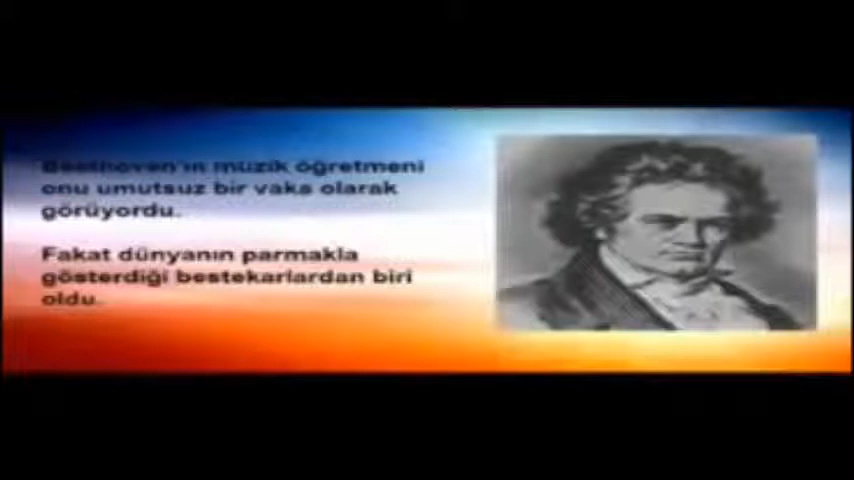 Beethoven'ın müzik öğretmeni
onu umutsuz bir vaka olarak
görüyordu.
Fakat dünyanın parmakla
gösterdiği bestekarlardan biri
oldu.